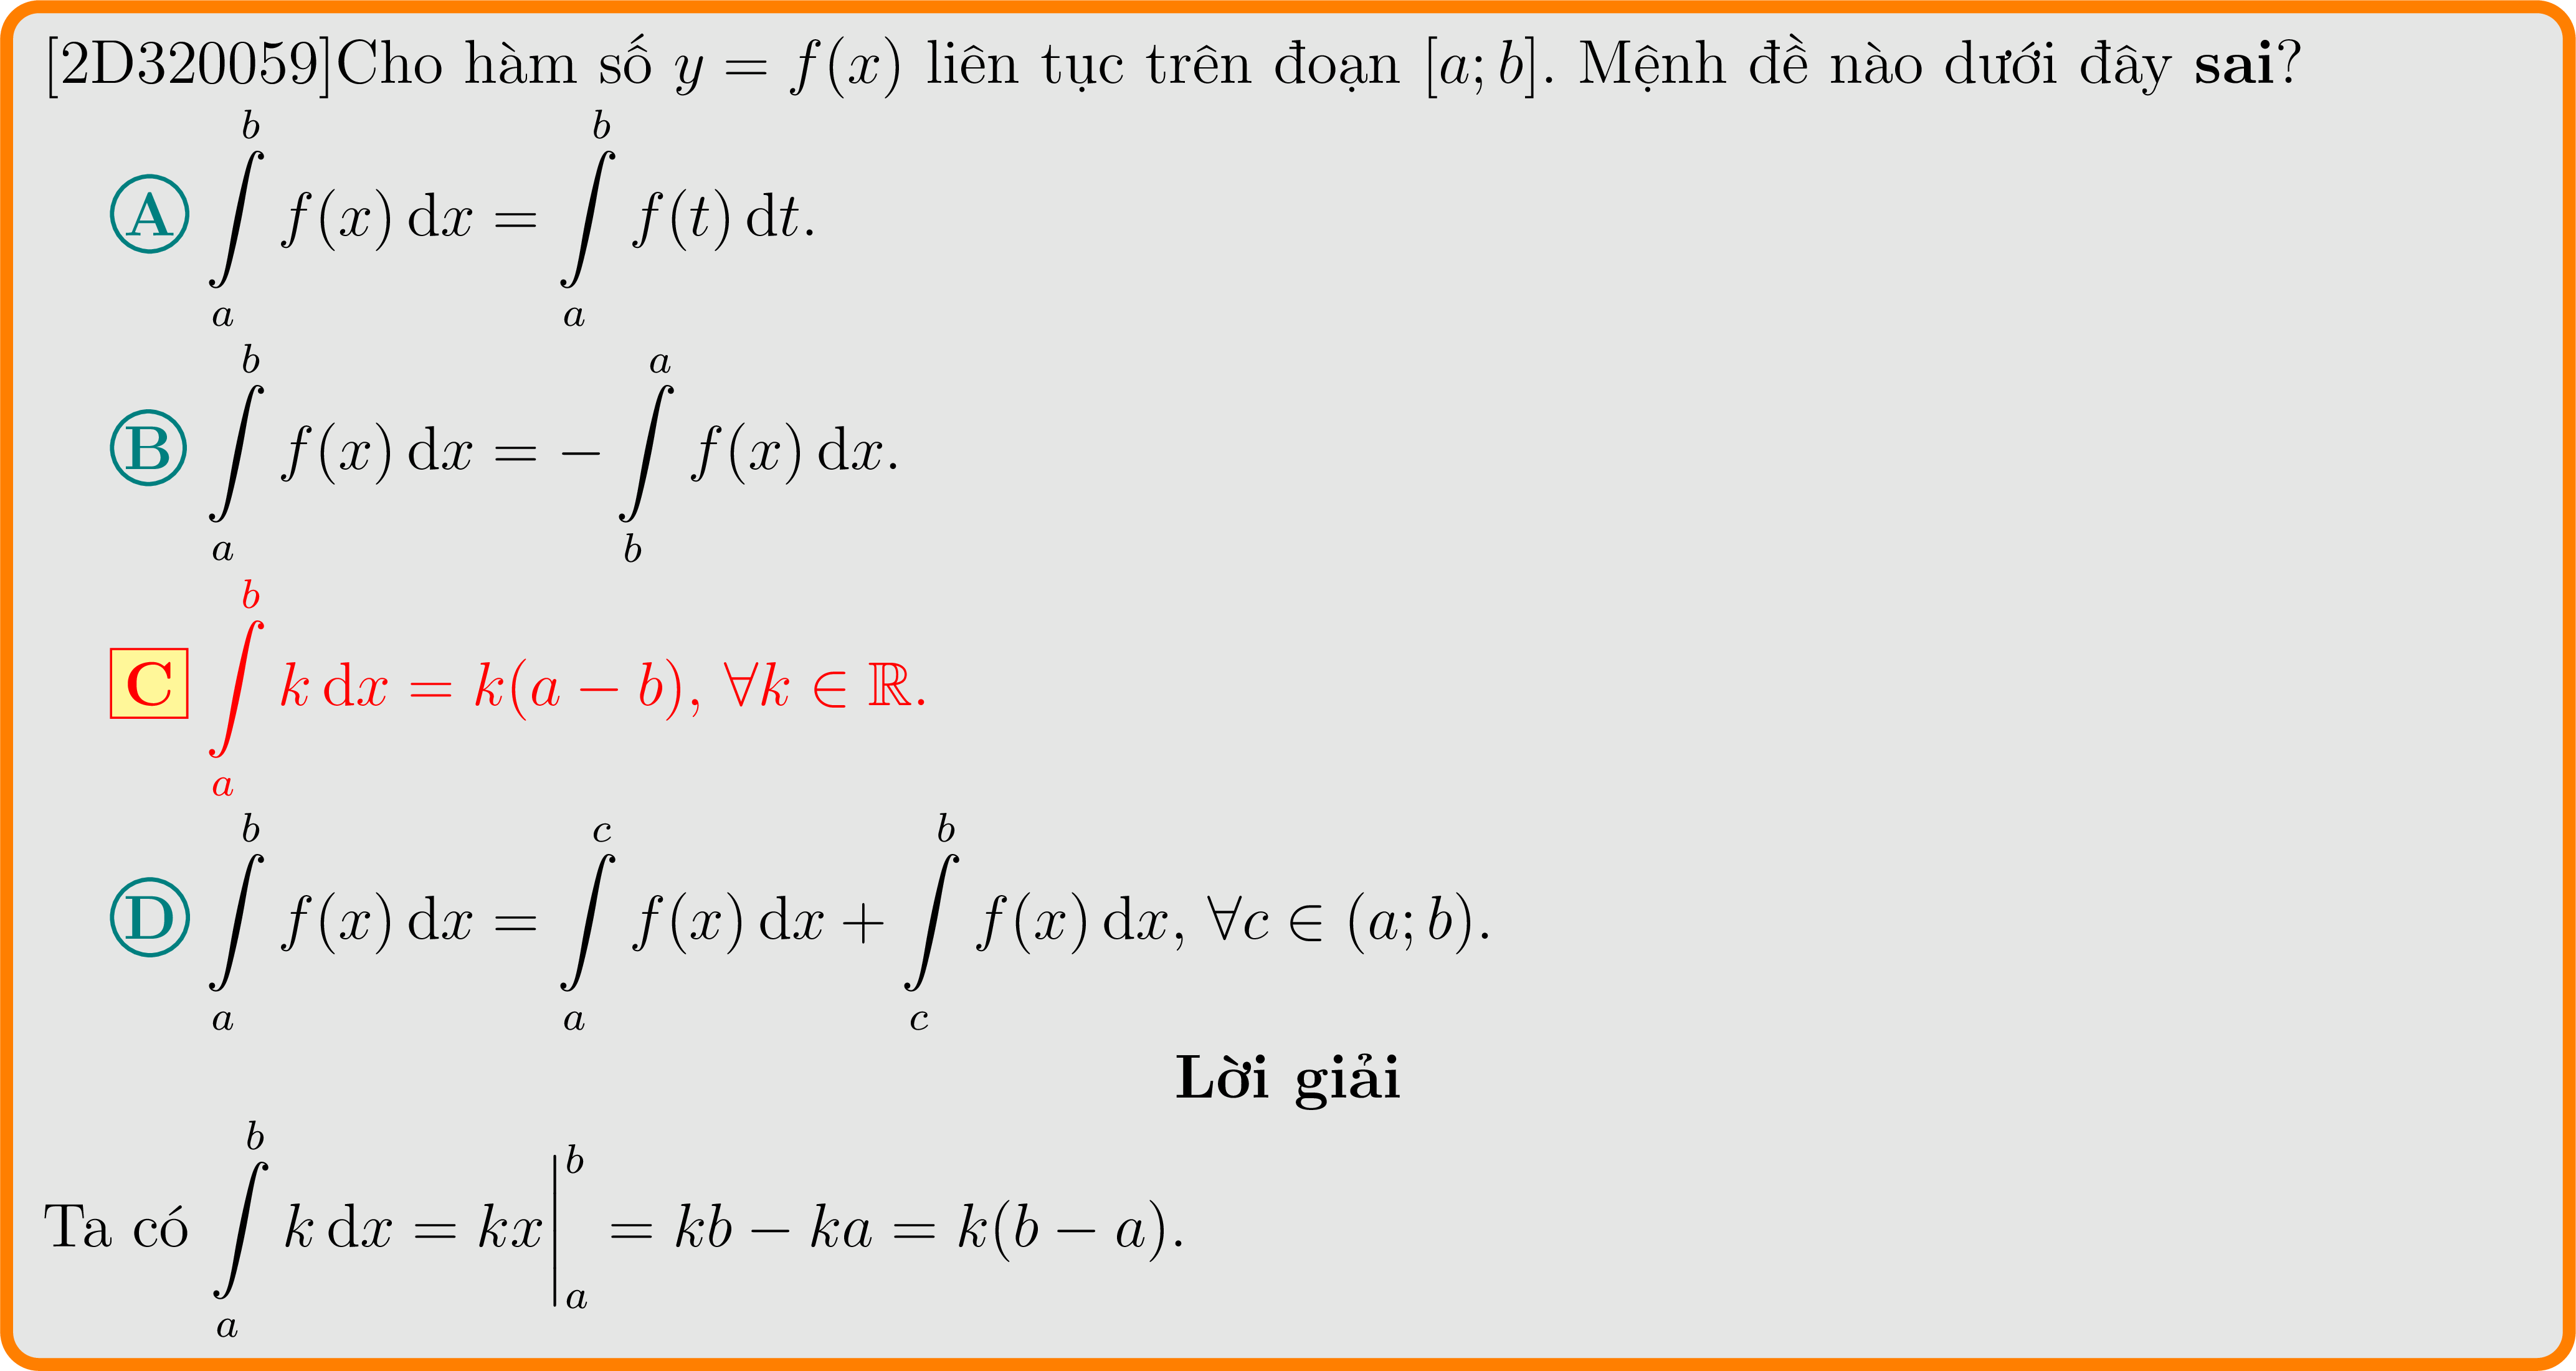 [2D320059]Cho hàm số $y = f(x)$ liên tục trên đoạn $[a; b]$. Mệnh đề nào dưới đây **sai**?
Ⓐ $\int\limits_a^b f(x)\,\mathrm{d}x = \int\limits_a^b f(t)\,\mathrm{d}t.$
Ⓑ $\int\limits_a^b f(x)\,\mathrm{d}x = -\int\limits_b^a f(x)\,\mathrm{d}x.$
C $\int\limits_a^b k\,\mathrm{d}x = k(a - b), \forall k \in \mathbb{R}.$
Ⓓ $\int\limits_a^b f(x)\,\mathrm{d}x = \int\limits_a^c f(x)\,\mathrm{d}x + \int\limits_c^b f(x)\,\mathrm{d}x, \forall c \in (a; b).$
**Lời giải**
Ta có $\int\limits_a^b k\,\mathrm{d}x = kx\Big|_a^b = kb - ka = k(b - a).$